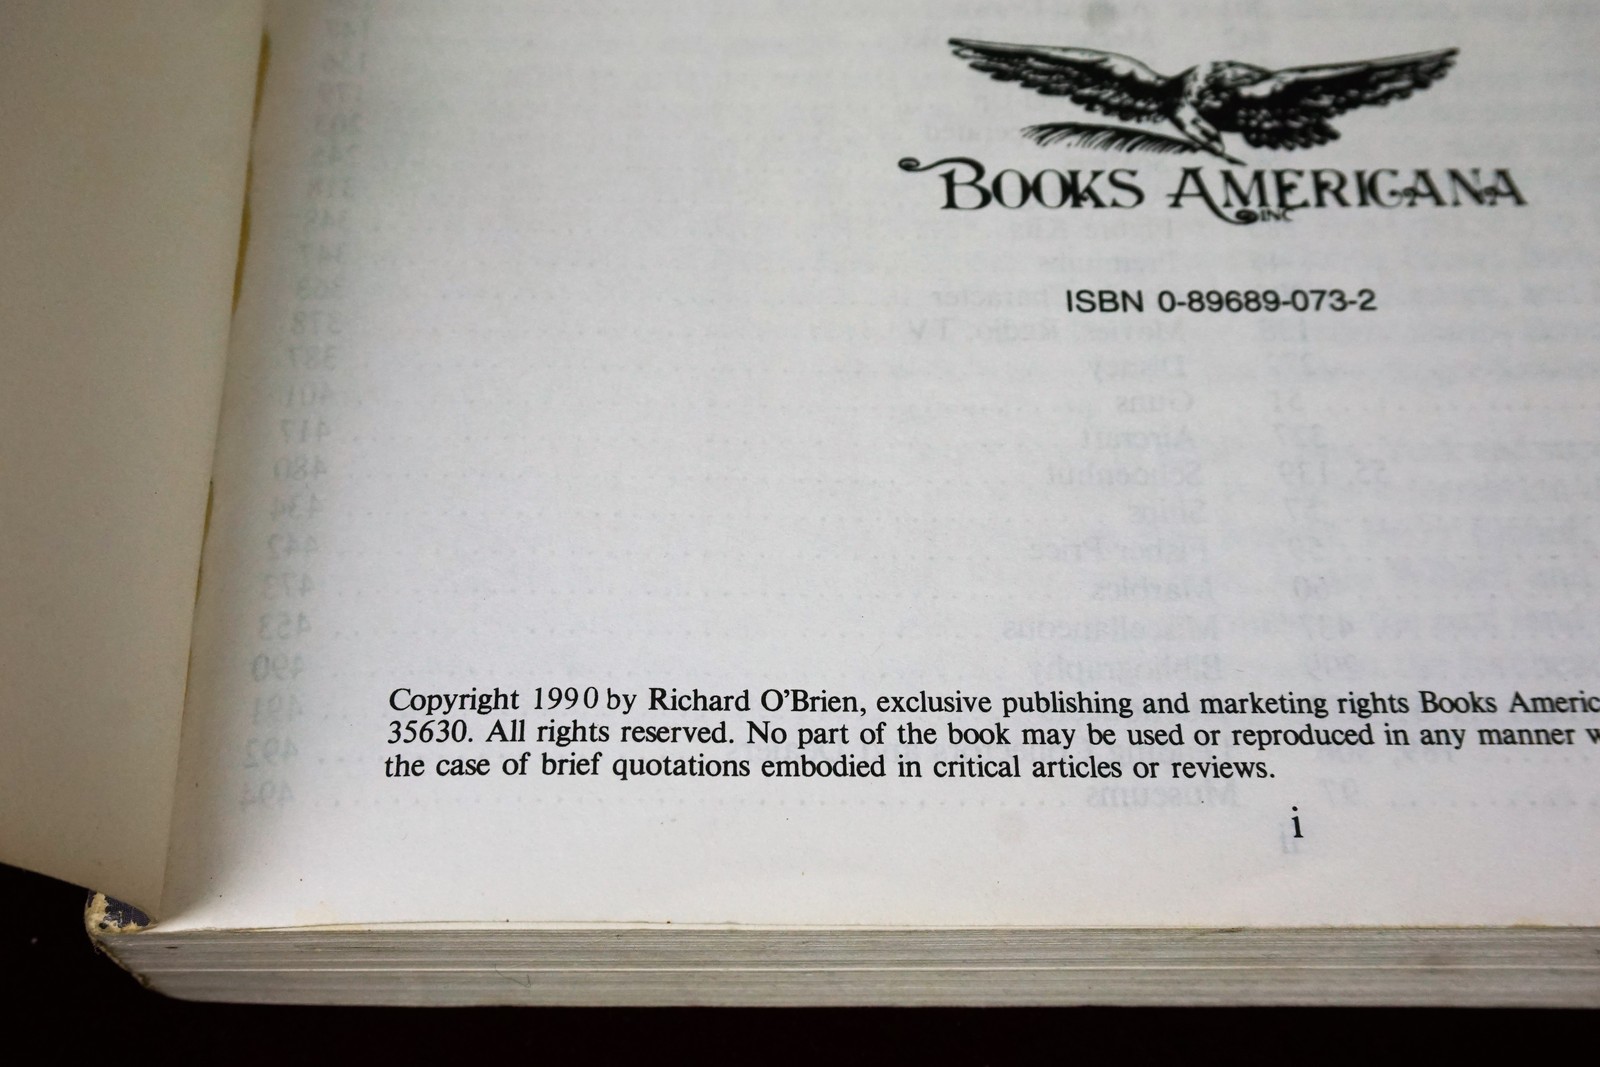 BOOKS AMERICANA
INC
ISBN 0-89689-073-2
Copyright 1990 by Richard O'Brien, exclusive publishing and marketing rights Books Americ
35630. All rights reserved. No part of the book may be used or reproduced in any manner w
the case of brief quotations embodied in critical articles or reviews.
i